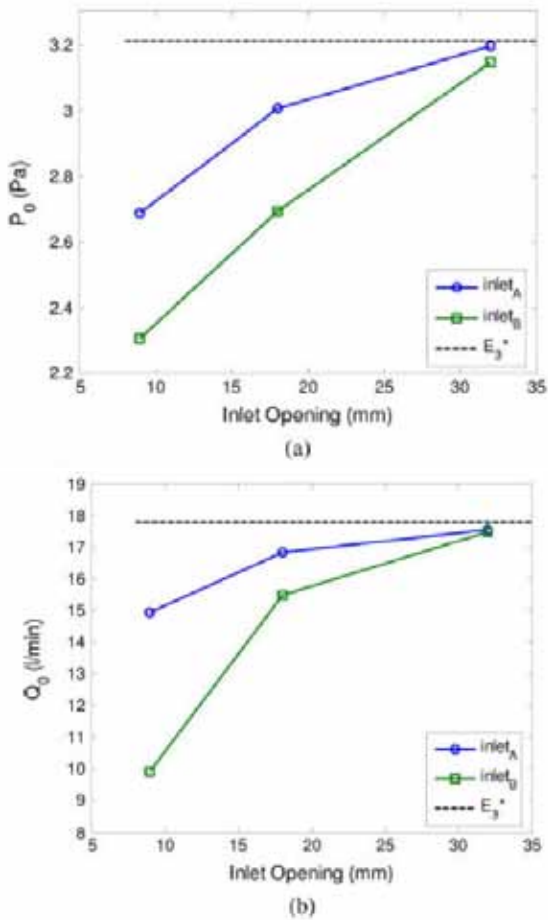 3.2
3
2.8
2.6
2.4
2.2
P0 (Pa)
inletA
inletB
E3*
5 10 15 20 25 30 35
Inlet Opening (mm)
(a)
19
18
17
16
15
14
13
12
11
10
9
8
Q0 (l/min)
inletA
inletB
E3*
5 10 15 20 25 30 35
Inlet Opening (mm)
(b)